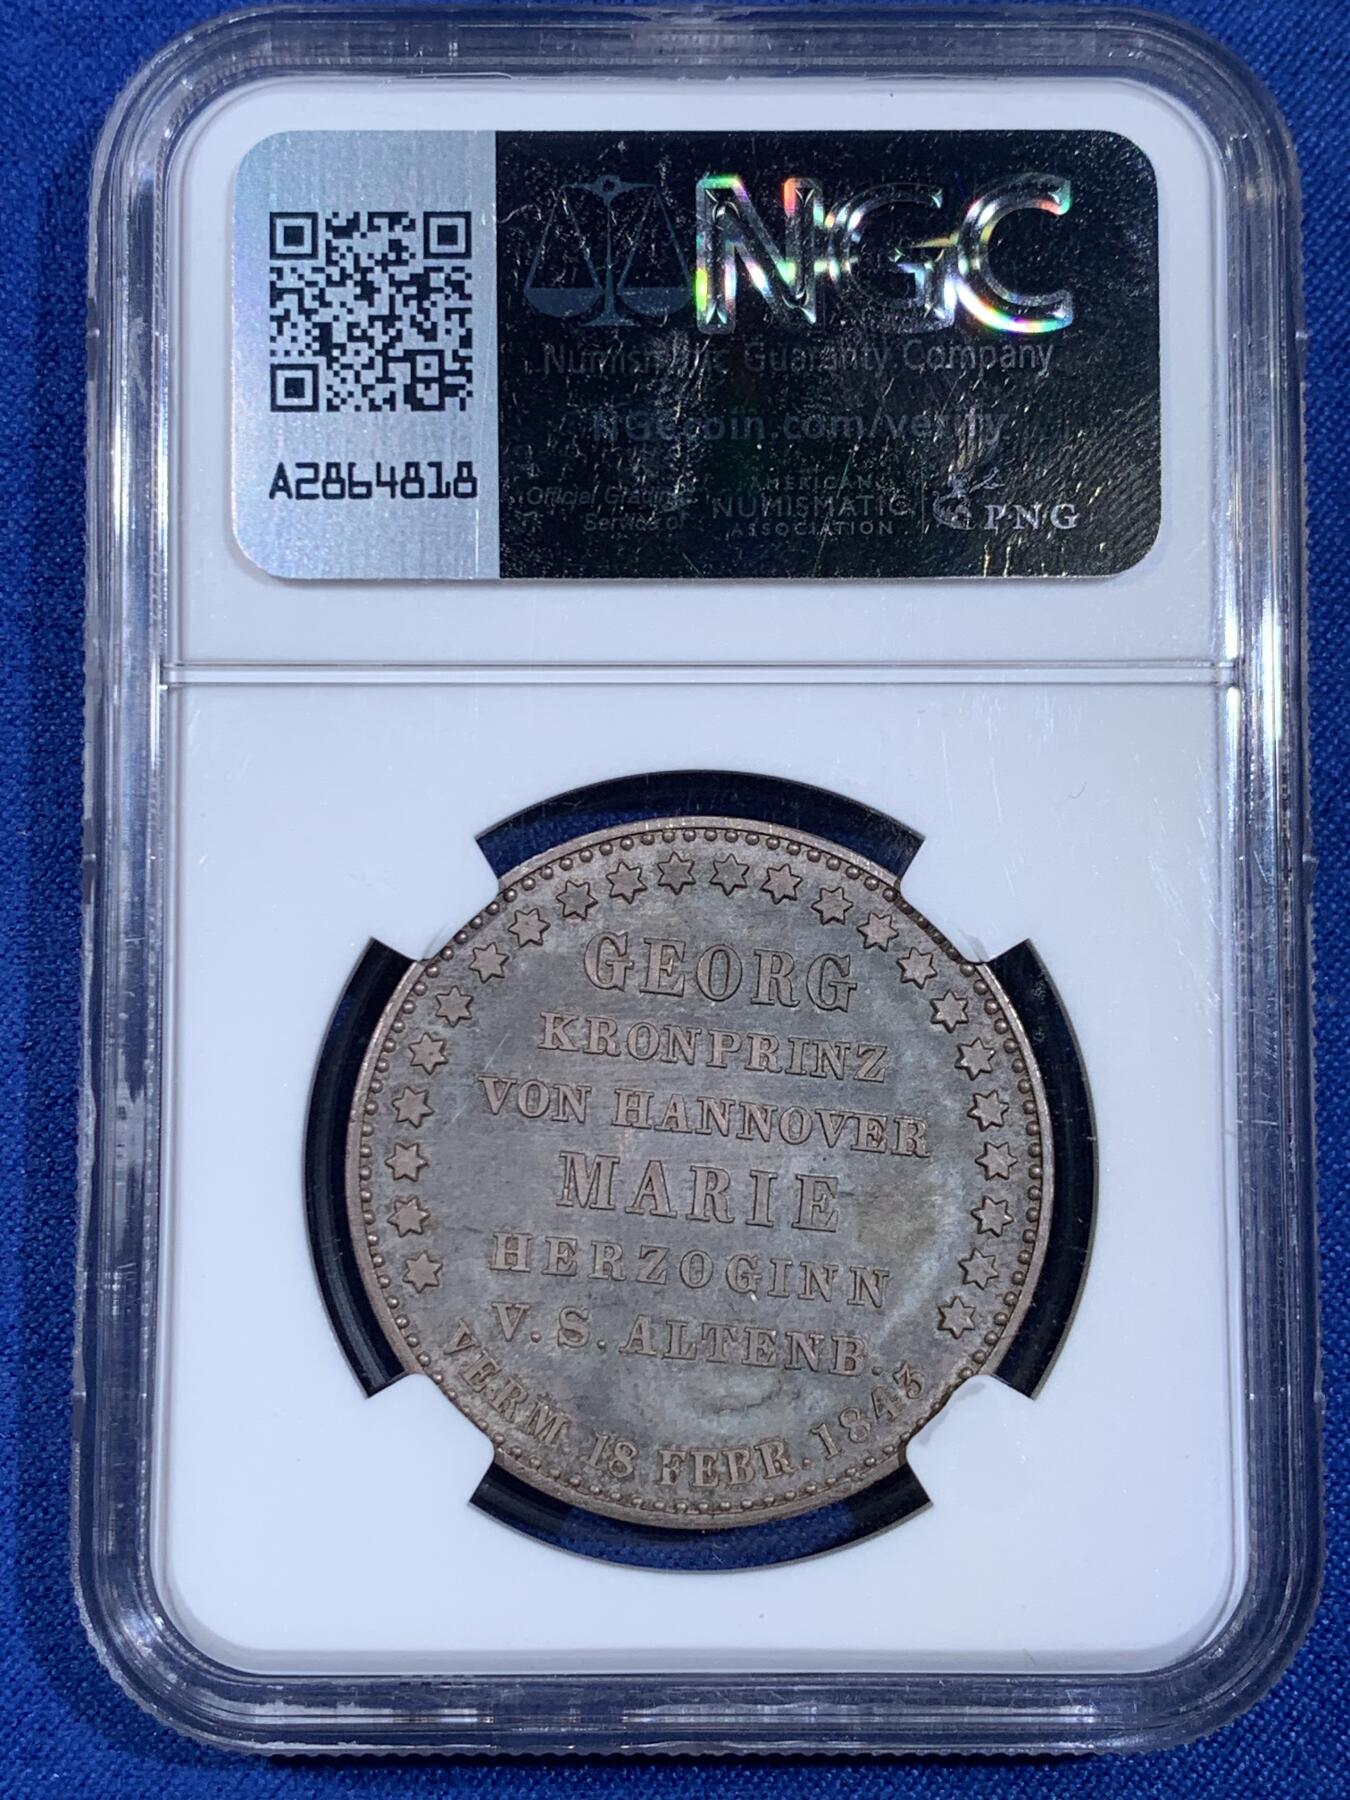 NGC
Numismatic Guaranty Company
NGCcoin.com/verify
A2864818
Official Grading
Service of
AMERICAN
NUMISMATIC
ASSOCIATION
PNG
GEORG
KRONPRINZ
VON HANNOVER
MARIE
HERZOGINN
V. S. ALTENB.
VERM. 18 FEBR. 1843